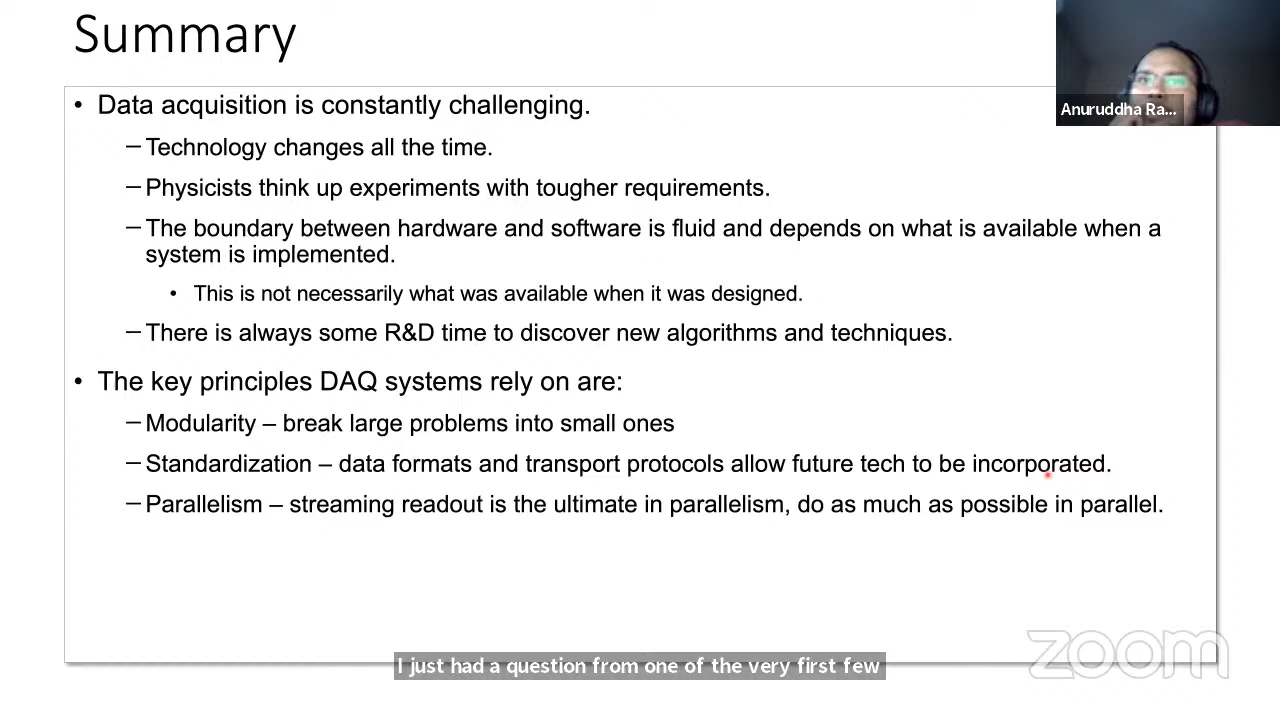 Summary
• Data acquisition is constantly challenging.
– Technology changes all the time.
– Physicists think up experiments with tougher requirements.
– The boundary between hardware and software is fluid and depends on what is available when a
system is implemented.
• This is not necessarily what was available when it was designed.
– There is always some R&D time to discover new algorithms and techniques.
• The key principles DAQ systems rely on are:
– Modularity – break large problems into small ones
– Standardization – data formats and transport protocols allow future tech to be incorporated.
– Parallelism – streaming readout is the ultimate in parallelism, do as much as possible in parallel.
Anuruddha Ra...
zoom
I just had a question from one of the very first few